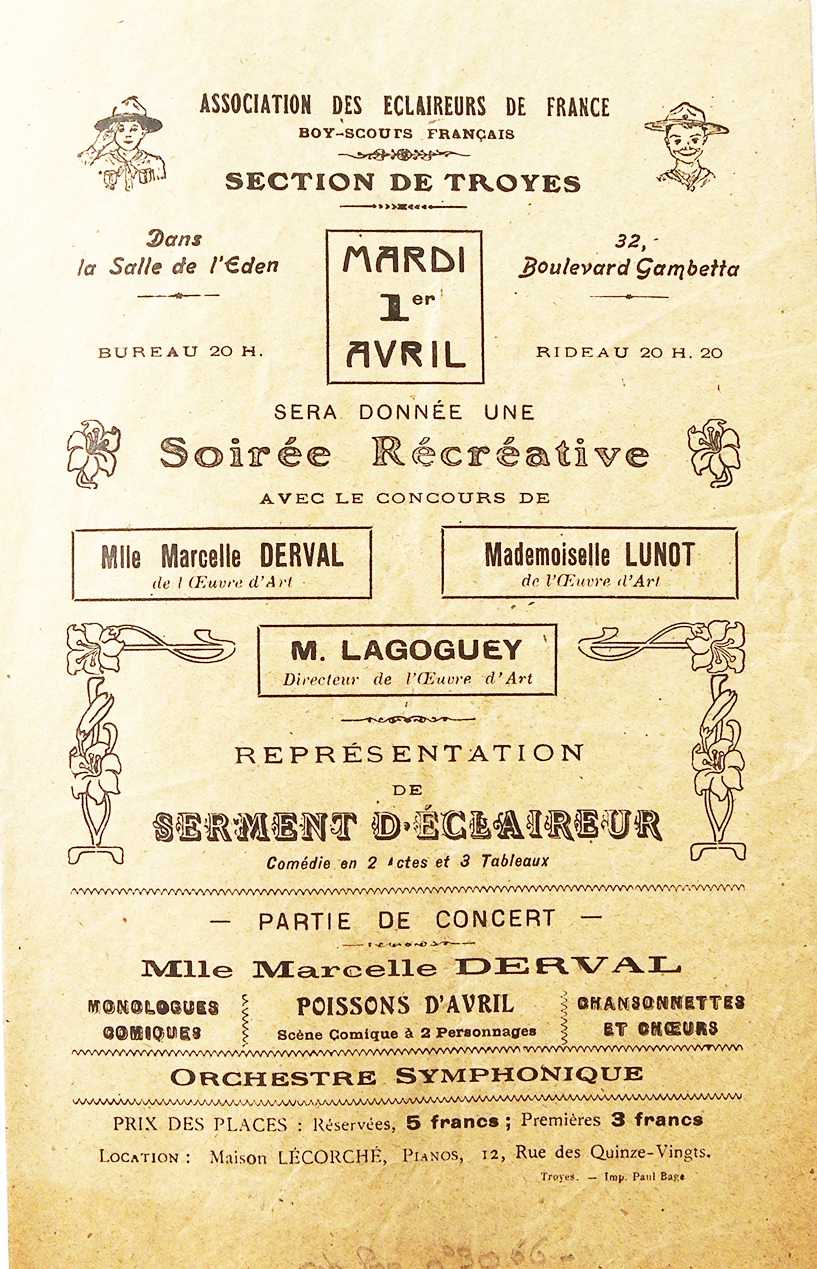 ASSOCIATION DES ECLAIREURS DE FRANCE
BOY-SCOUTS FRANÇAIS
SECTION DE TROYES
Dans
la Salle de l'Eden
MARDI
1er
AVRIL
32,
Boulevard Gambetta
BUREAU 20 H.
RIDEAU 20 H. 20
SERA DONNÉE UNE
Soirée Récréative
AVEC LE CONCOURS DE
Mlle Marcelle DERVAL
de l Œuvre d'Art
Mademoiselle LUNOT
de l'Œuvre d'Art
M. LAGOGUEY
Directeur de l'Œuvre d'Art
REPRÉSENTATION
DE
SERMENT D'ÉCLAIREUR
Comédie en 2 Actes et 3 Tableaux
— PARTIE DE CONCERT —
Mlle Marcelle DERVAL
MONOLOGUES
COMIQUES
POISSONS D'AVRIL
Scène Comique à 2 Personnages
CHANSONNETTES
ET CHŒURS
ORCHESTRE SYMPHONIQUE
PRIX DES PLACES : Réservées, 5 francs ; Premières 3 francs
LOCATION : Maison LÉCORCHÉ, PIANOS, 12, Rue des Quinze-Vingts.
Troyes. — Imp. Paul Bage